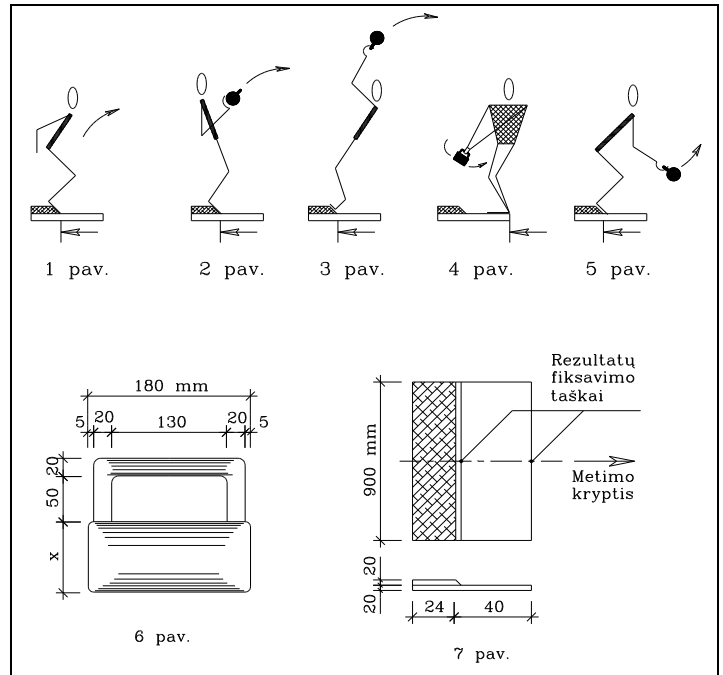 1 pav.
2 pav.
3 pav.
4 pav.
5 pav.
180 mm
5 20 130 20 5
20
50
x
6 pav.
Rezultatų
fiksavimo
taškai
900 mm
Metimo
kryptis
20
20
24 40
7 pav.